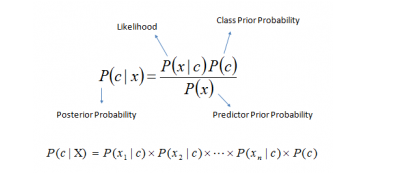 Likelihood
Class Prior Probability
P(c | x) = P(x | c)P(c) / P(x)
Posterior Probability
Predictor Prior Probability
P(c | X) = P(x₁ | c) × P(x₂ | c) × ⋯ × P(xₙ | c) × P(c)